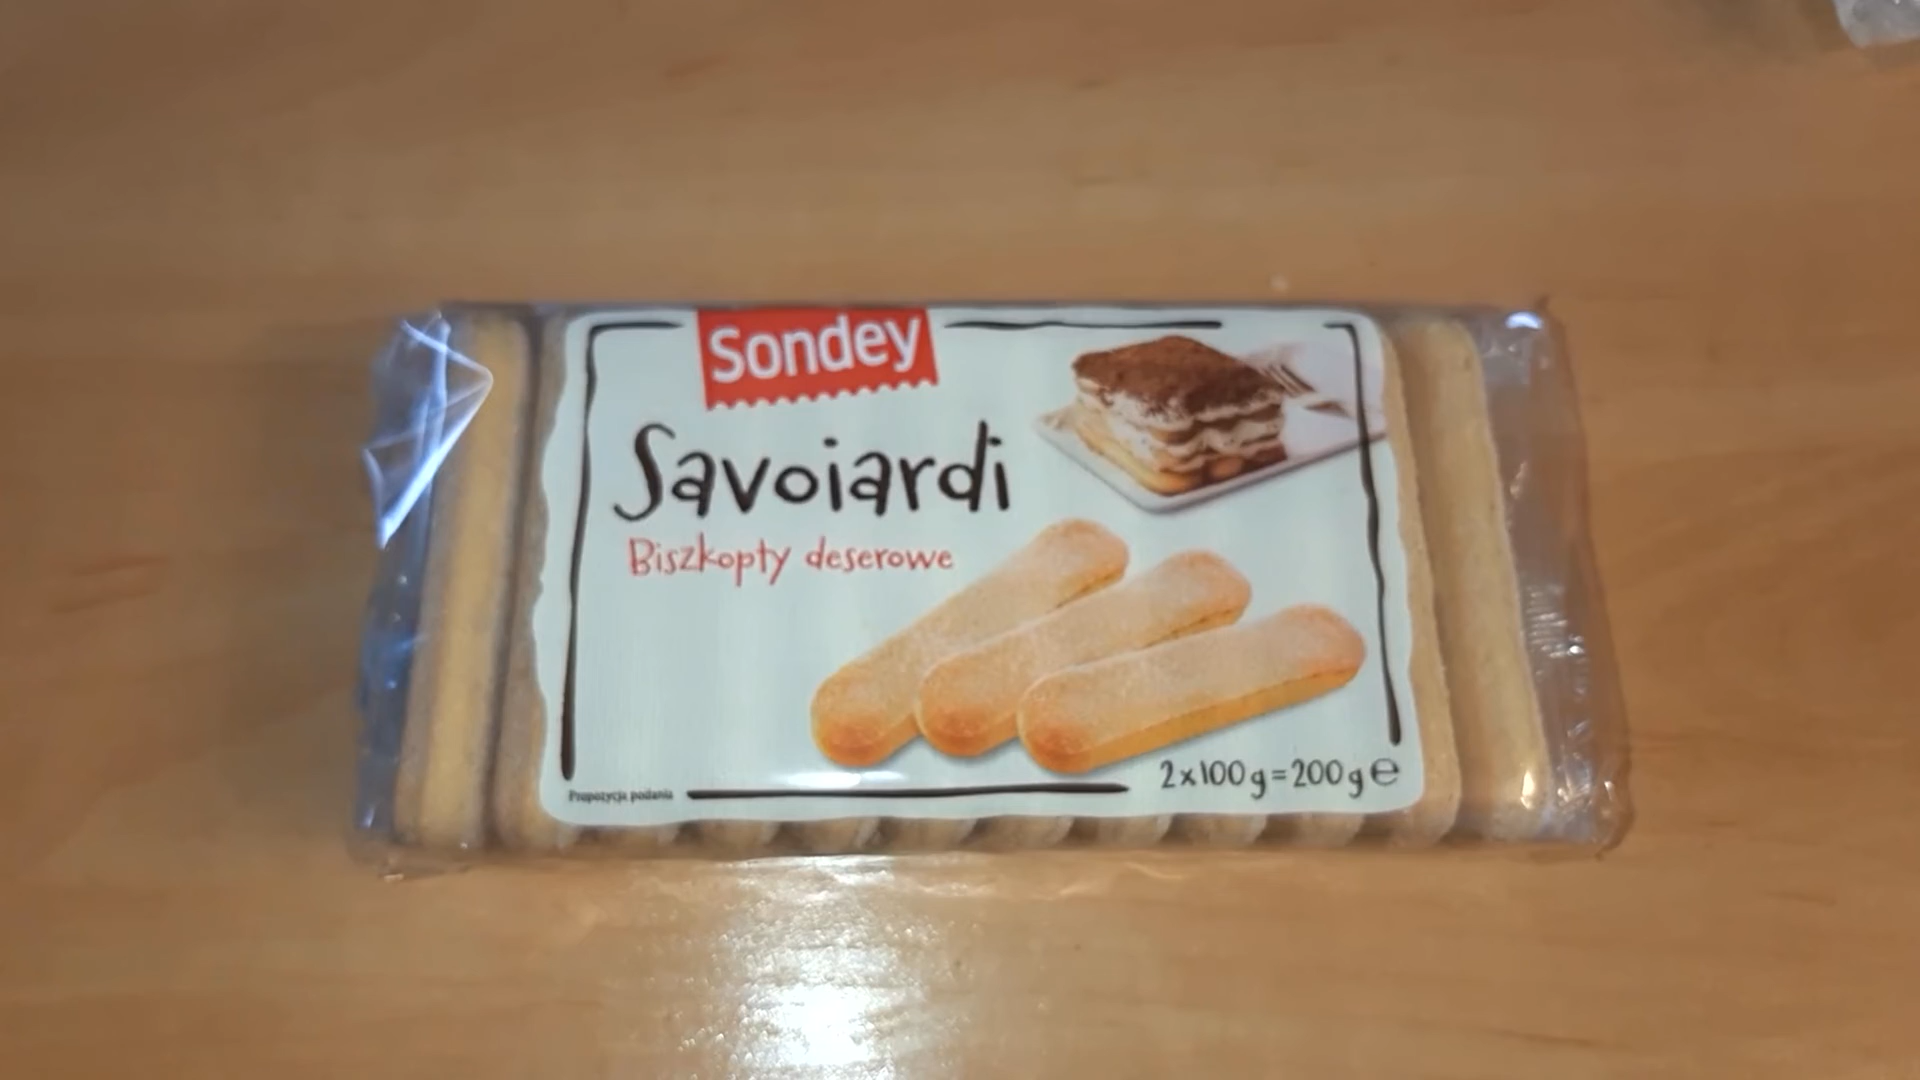 Sondey
Savoiardi
Biszkopty deserowe
2x100g=200g℮
Propozycja podania